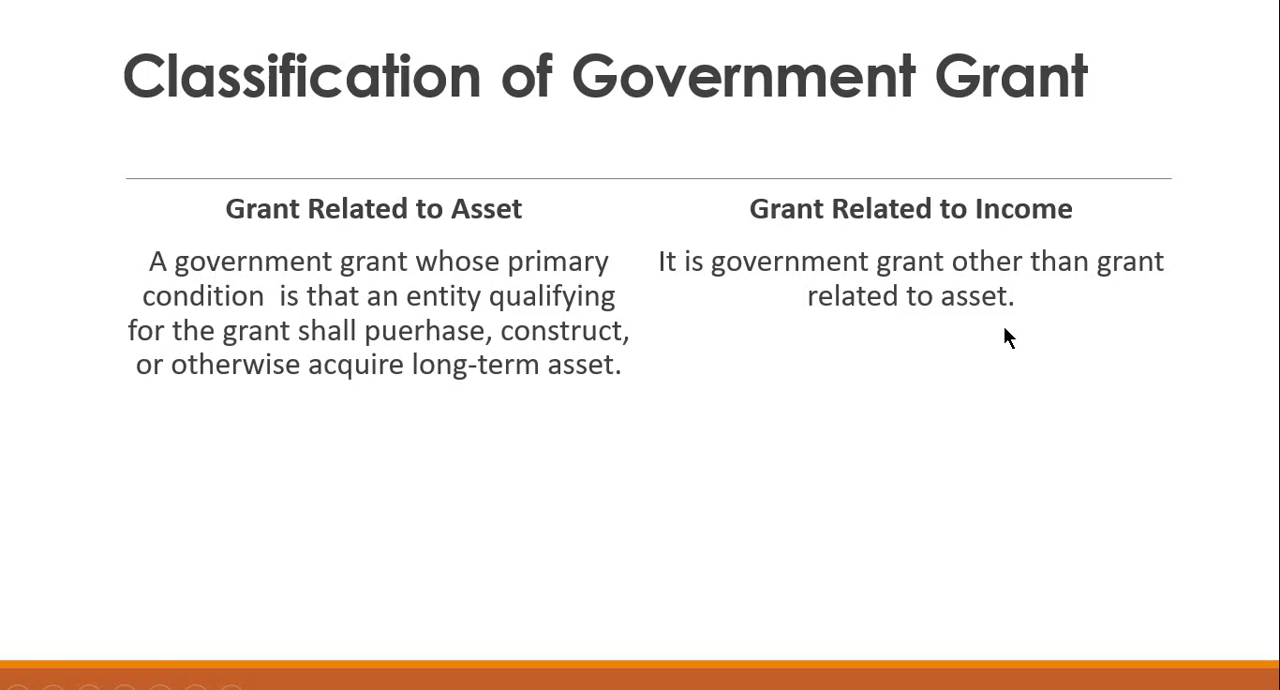 Classification of Government Grant
Grant Related to Asset
A government grant whose primary
condition is that an entity qualifying
for the grant shall puerhase, construct,
or otherwise acquire long-term asset.
Grant Related to Income
It is government grant other than grant
related to asset.